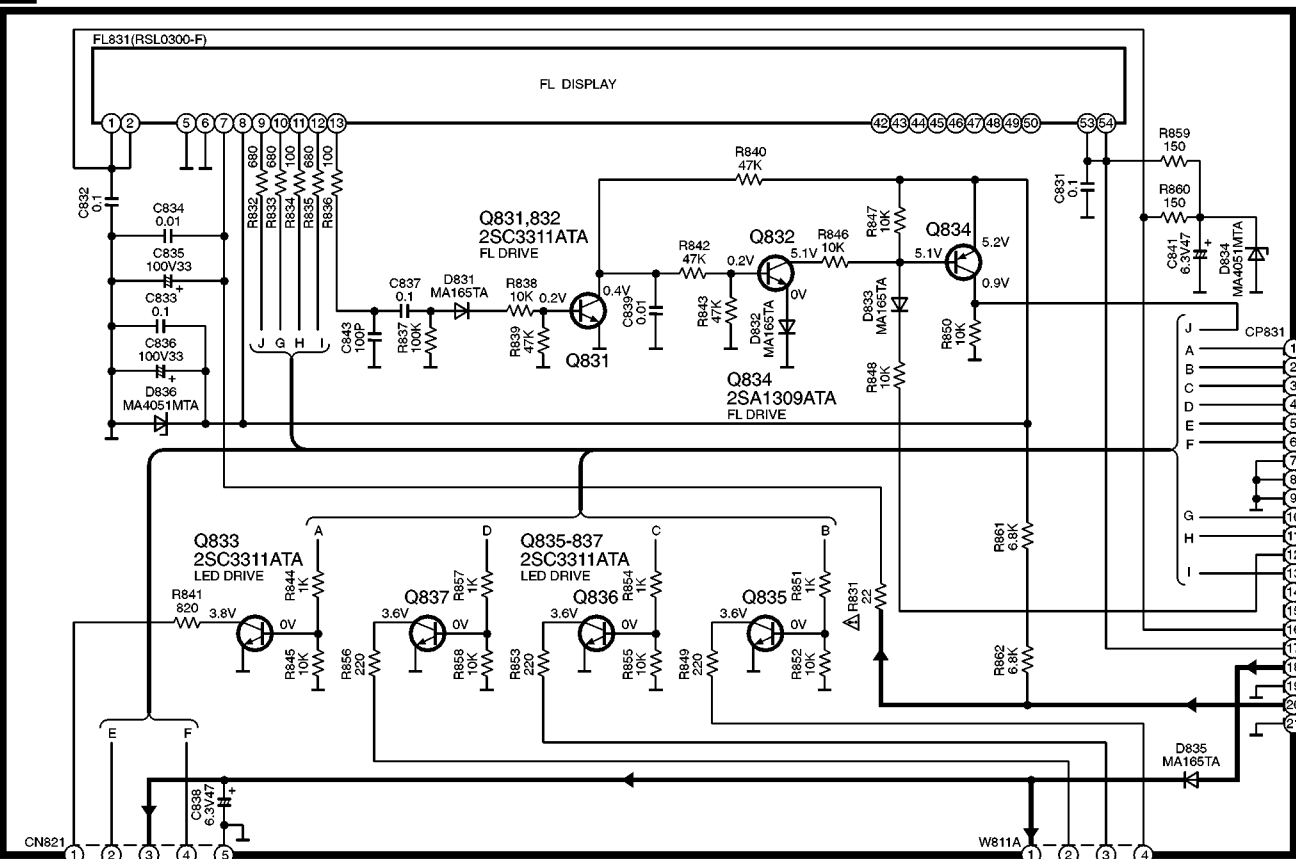 FL831(RSL0300-F)
FL DISPLAY
1 2 5 6 7 8 9 10 11 12 13 42 43 44 45 46 47 48 49 50 53 54
C832
0.1
C834
0.01
C835
100V33
C833
0.1
C836
100V33
D836
MA4051MTA
R832 680
R833 680
R834 100
R835 680
R836 100
J G H I
C843
100P
C837
0.1
R837
100K
D831
MA165TA
R838
10K
R839
47K
0.2V
Q831,832
2SC3311ATA
FL DRIVE
0.4V
Q831
C839
0.01
R840
47K
R842
47K
R843
47K
0.2V
Q832
5.1V
0V
D832
MA165TA
R846
10K
R847
10K
D833
MA165TA
R848
10K
Q834
5.1V
5.2V
0.9V
R850
10K
Q834
2SA1309ATA
FL DRIVE
C831
0.1
R859
150
R860
150
C841
6.3V47
D834
MA4051MTA
CP831
J
A 1
B 2
C 3
D 4
E 5
F 6
7
8
9
G
H
I
R861
6.8K
R862
6.8K
R831
22
A
D
C
B
Q833
2SC3311ATA
LED DRIVE
R841
820
3.8V
0V
R844
1K
R845
10K
Q837
3.6V
0V
R857
1K
R856
220
R858
10K
Q835-837
2SC3311ATA
LED DRIVE
Q836
3.6V
0V
R854
1K
R853
220
R855
10K
Q835
3.6V
0V
R851
1K
R849
220
R852
10K
E F
C838
6.3V47
D835
MA165TA
CN821
1 2 3 4 5
W811A
1 2 3 4